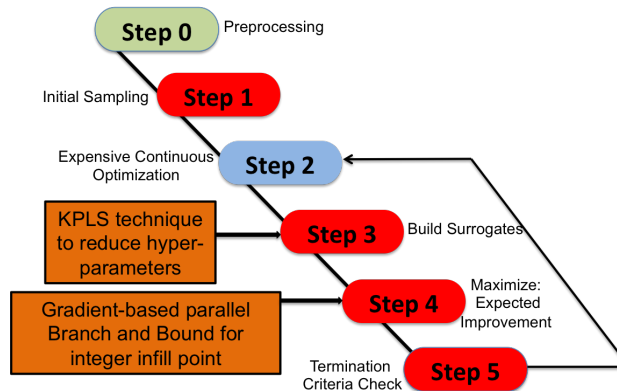 Step 0
Preprocessing
Initial Sampling
Step 1
Expensive Continuous
Optimization
Step 2
KPLS technique
to reduce hyper-
parameters
Step 3
Build Surrogates
Gradient-based parallel
Branch and Bound for
integer infill point
Step 4
Maximize:
Expected
Improvement
Termination
Criteria Check
Step 5